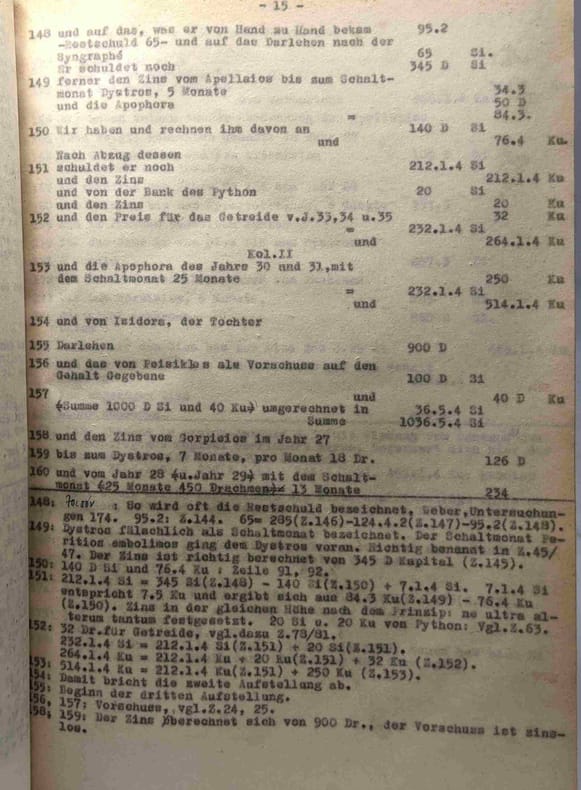 - 15 -
148 und auf das, was er von Hand zu Hand bekam 95.2
-Restschuld 65- und auf das Darlehen nach der
Syngraphé 65 Si.
Er schuldet noch 345 D Si
149 ferner den Zins vom Apellaios bis zum Schalt-
monat Dystros, 5 Monate 34.3
und die Apophora 50 D
= 84.3.
150 Wir haben und rechnen ihm davon an 140 D Si
und 76.4 Ku.
Nach Abzug dessen
151 schuldet er noch 212.1.4 Si
und den Zins 212.1.4 Ku
und von der Bank des Python 20 Si
und den Zins 20 Ku
152 und den Preis für das Getreide v.J.33,34 u.35 32 Ku
= 232.1.4 Si
und 264.1.4 Ku
Kol.II
153 und die Apophora des Jahrs 30 und 31,mit
dem Schaltmonat 25 Monate 250 Ku
= 232.1.4 Si
und 514.1.4 Ku
154 und von Isidora, der Tochter
155 Darlehen 900 D
156 und das von Peisikles als Vorschuss auf den
Gehalt Gegebene 100 D Si
157 und 40 D Ku
(Summe 1000 D Si und 40 Ku) umgerechnet in 36.5.4 Si
Summe 1036.5.4 Si
158 und den Zins vom Gorpieios im Jahr 27
159 bis zum Dystros, 7 Monate, pro Monat 18 Dr. 126 D
160 und vom Jahr 28 (u.Jahr 29) mit dem Schalt-
monat (25 Monate 450 Drachmen) 13 Monate 234
148: : So wird oft die Restschuld bezeichnet, Weber,Untersuchun-
gen 174. 95.2: Z.144. 65= 285(Z.146)-124.4.2(Z.147)-95.2(Z.148).
149: Dystros fälschlich als Schaltmonat bezeichnet. Der Schaltmonat Pe-
ritios embolimos ging dem Dystros voran. Richtig benannt in Z.45/
47. Der Zins ist richtig berechnet von 345 D Kapital (Z.145).
150: 140 D Si und 76.4 Ku : Zeile 91, 92.
151: 212.1.4 Si = 345 Si(Z.148) - 140 Si(Z.150) + 7.1.4 Si. 7.1.4 Si
entspricht 7.5 Ku und ergibt sich aus 84.3 Ku(Z.149) - 76.4 Ku
(Z.150). Zins in der gleichen Höhe nach dem Prinzip: ne ultra al-
terum tantum festgesetzt. 20 Si u. 20 Ku von Python: Vgl.Z.63.
152: 32 Dr.für Getreide, vgl.dazu Z.78/81.
232.1.4 Si = 212.1.4 Si(Z.151) + 20 Si(Z.151).
264.1.4 Ku = 212.1.4 Ku + 20 Ku(Z.151) + 32 Ku (Z.152).
153: 514.1.4 Ku = 212.1.4 Ku(Z.151) + 250 Ku (Z.153).
154: Damit bricht die zweite Aufstellung ab.
155: Beginn der dritten Aufstellung.
156, 157: Vorschuss, vgl.Z.24, 25.
158, 159: Der Zins berechnet sich von 900 Dr., der Vorschuss ist zins-
los.